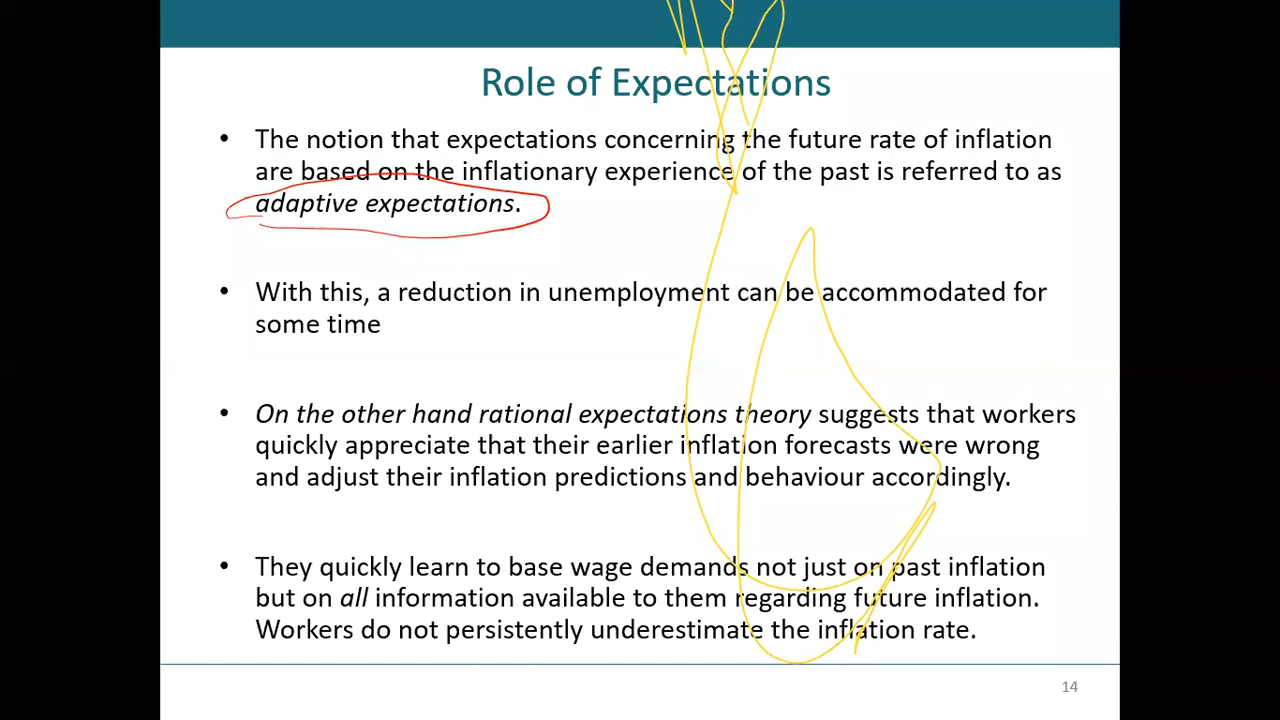 Role of Expectations
• The notion that expectations concerning the future rate of inflation
are based on the inflationary experience of the past is referred to as
adaptive expectations.
• With this, a reduction in unemployment can be accommodated for
some time
• On the other hand rational expectations theory suggests that workers
quickly appreciate that their earlier inflation forecasts were wrong
and adjust their inflation predictions and behaviour accordingly.
• They quickly learn to base wage demands not just on past inflation
but on all information available to them regarding future inflation.
Workers do not persistently underestimate the inflation rate.
14